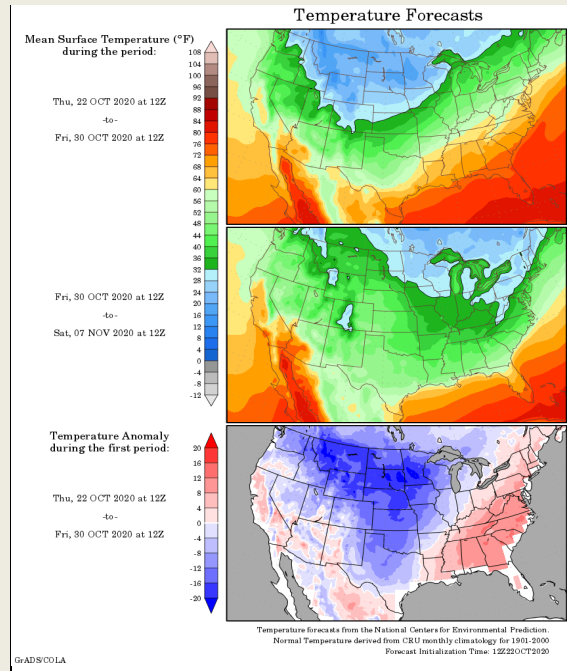 Temperature Forecasts
Mean Surface Temperature (°F)
during the period:
Thu, 22 OCT 2020 at 12Z
-to-
Fri, 30 OCT 2020 at 12Z
108
104
100
96
92
88
84
80
76
72
68
64
60
56
52
48
44
40
36
32
28
24
20
16
12
8
4
0
-4
-8
-12
Fri, 30 OCT 2020 at 12Z
-to-
Sat, 07 NOV 2020 at 12Z
Temperature Anomaly
during the first period:
Thu, 22 OCT 2020 at 12Z
-to-
Fri, 30 OCT 2020 at 12Z
20
16
12
8
4
0
-4
-8
-12
-16
-20
Temperature forecasts from the National Centers for Environmental Prediction.
Normal Temperature derived from CRU monthly climatology for 1901-2000
Forecast Initialization Time: 12Z22OCT2020
GrADS/COLA